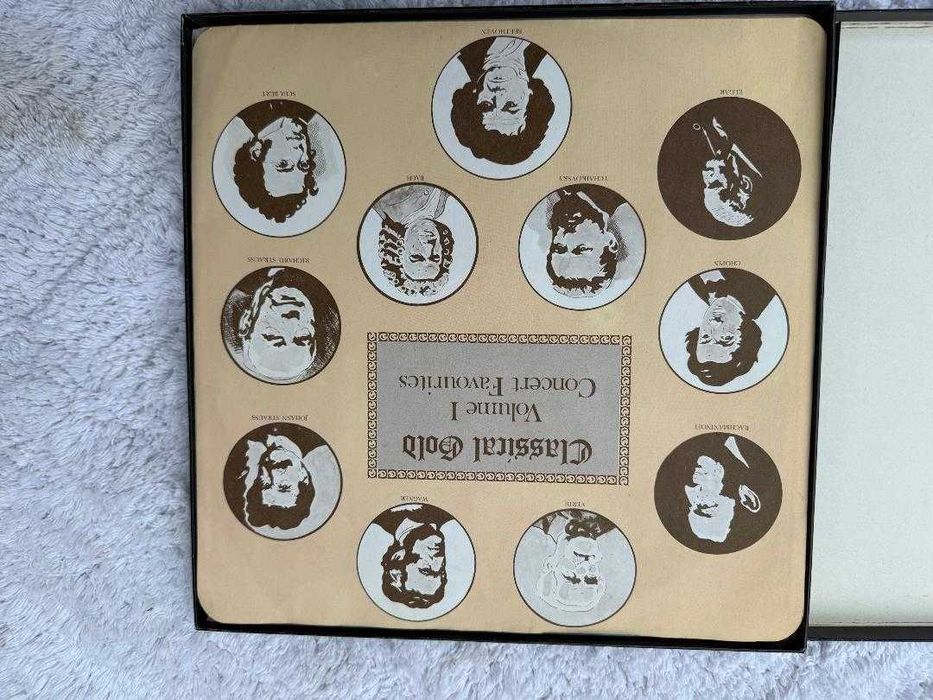 VERDI
WAGNER
RACHMANINOFF
JOHANN STRAUSS
Classical Gold
Volume I
Concert Favourites
CHOPIN
RICHARD STRAUSS
TCHAIKOVSKY
BACH
ELGAR
SCHUBERT
BEETHOVEN